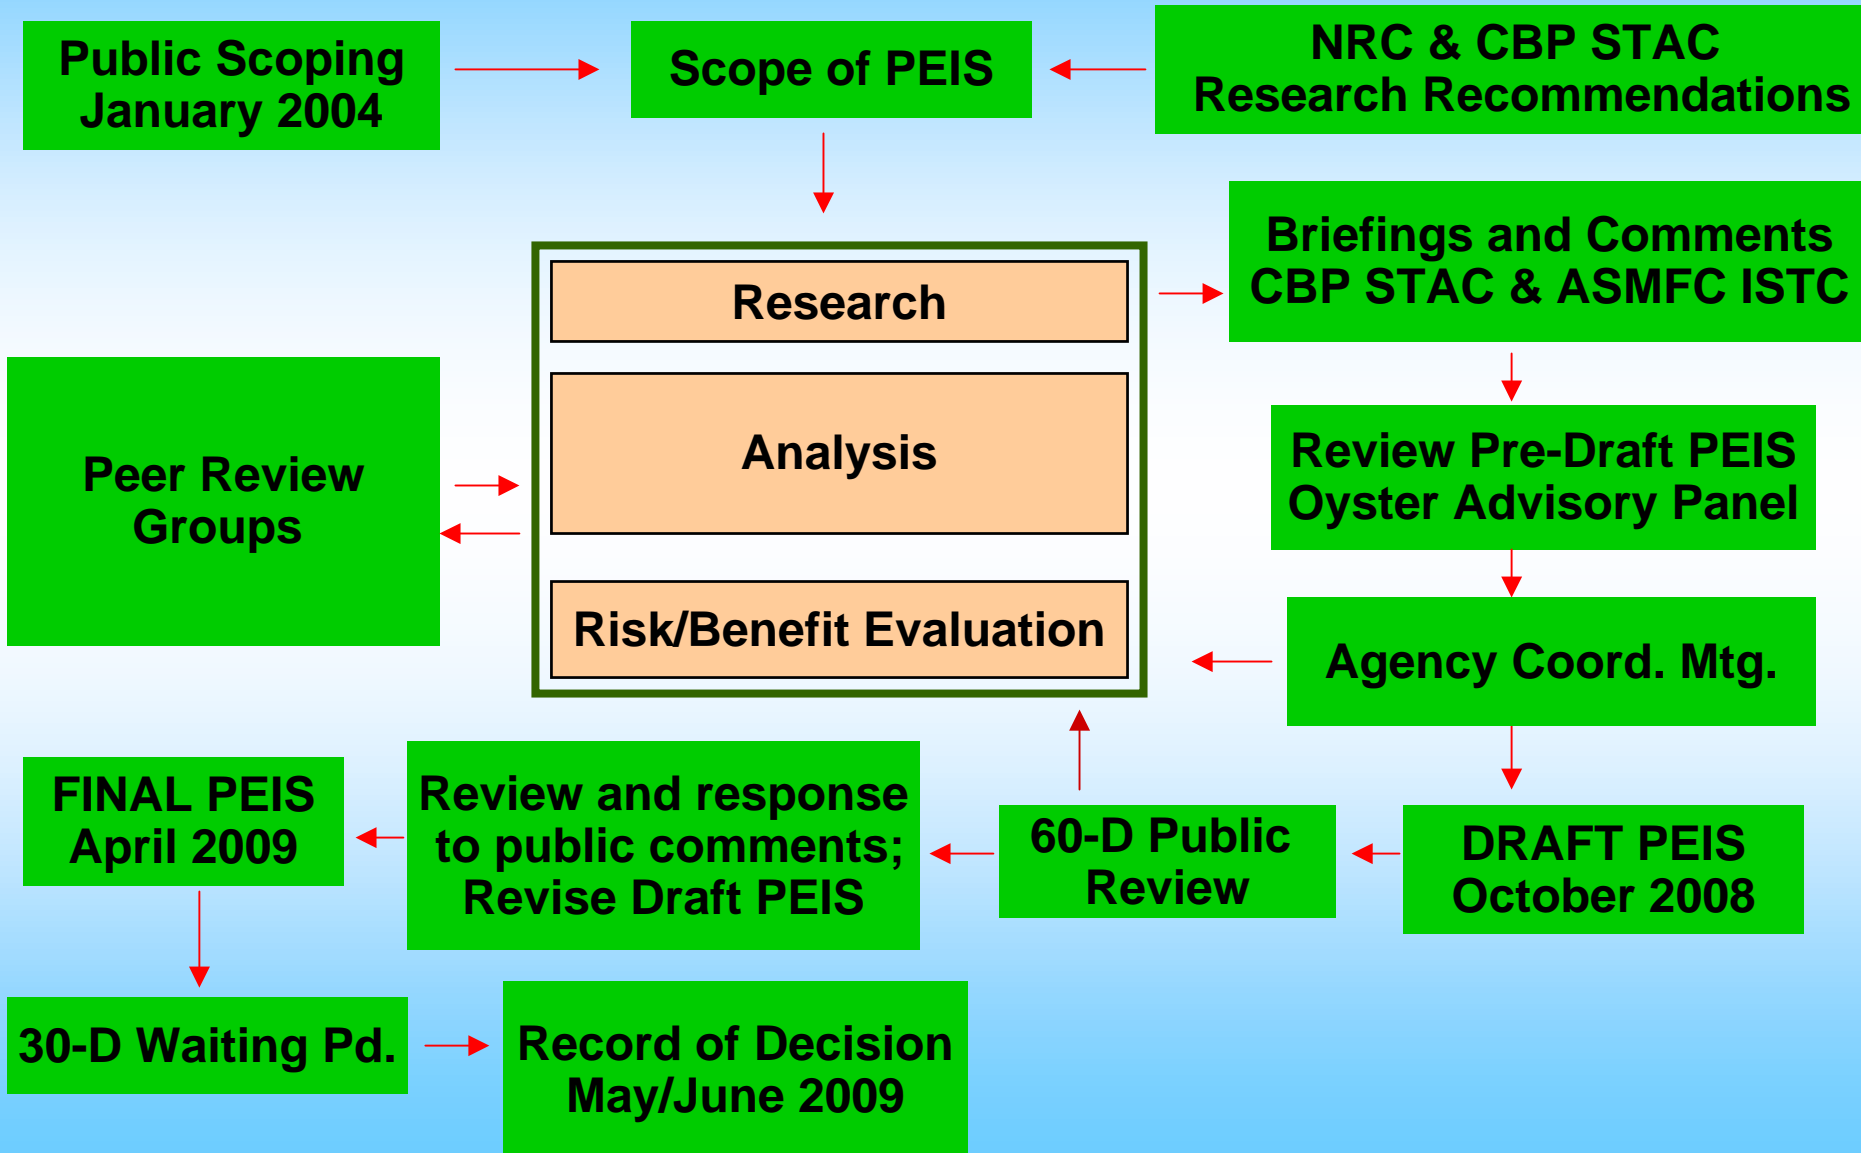 Public Scoping
January 2004
Scope of PEIS
NRC & CBP STAC
Research Recommendations
Briefings and Comments
CBP STAC & ASMFC ISTC
Research
Analysis
Risk/Benefit Evaluation
Peer Review
Groups
Review Pre-Draft PEIS
Oyster Advisory Panel
Agency Coord. Mtg.
DRAFT PEIS
October 2008
60-D Public
Review
Review and response
to public comments;
Revise Draft PEIS
FINAL PEIS
April 2009
30-D Waiting Pd.
Record of Decision
May/June 2009